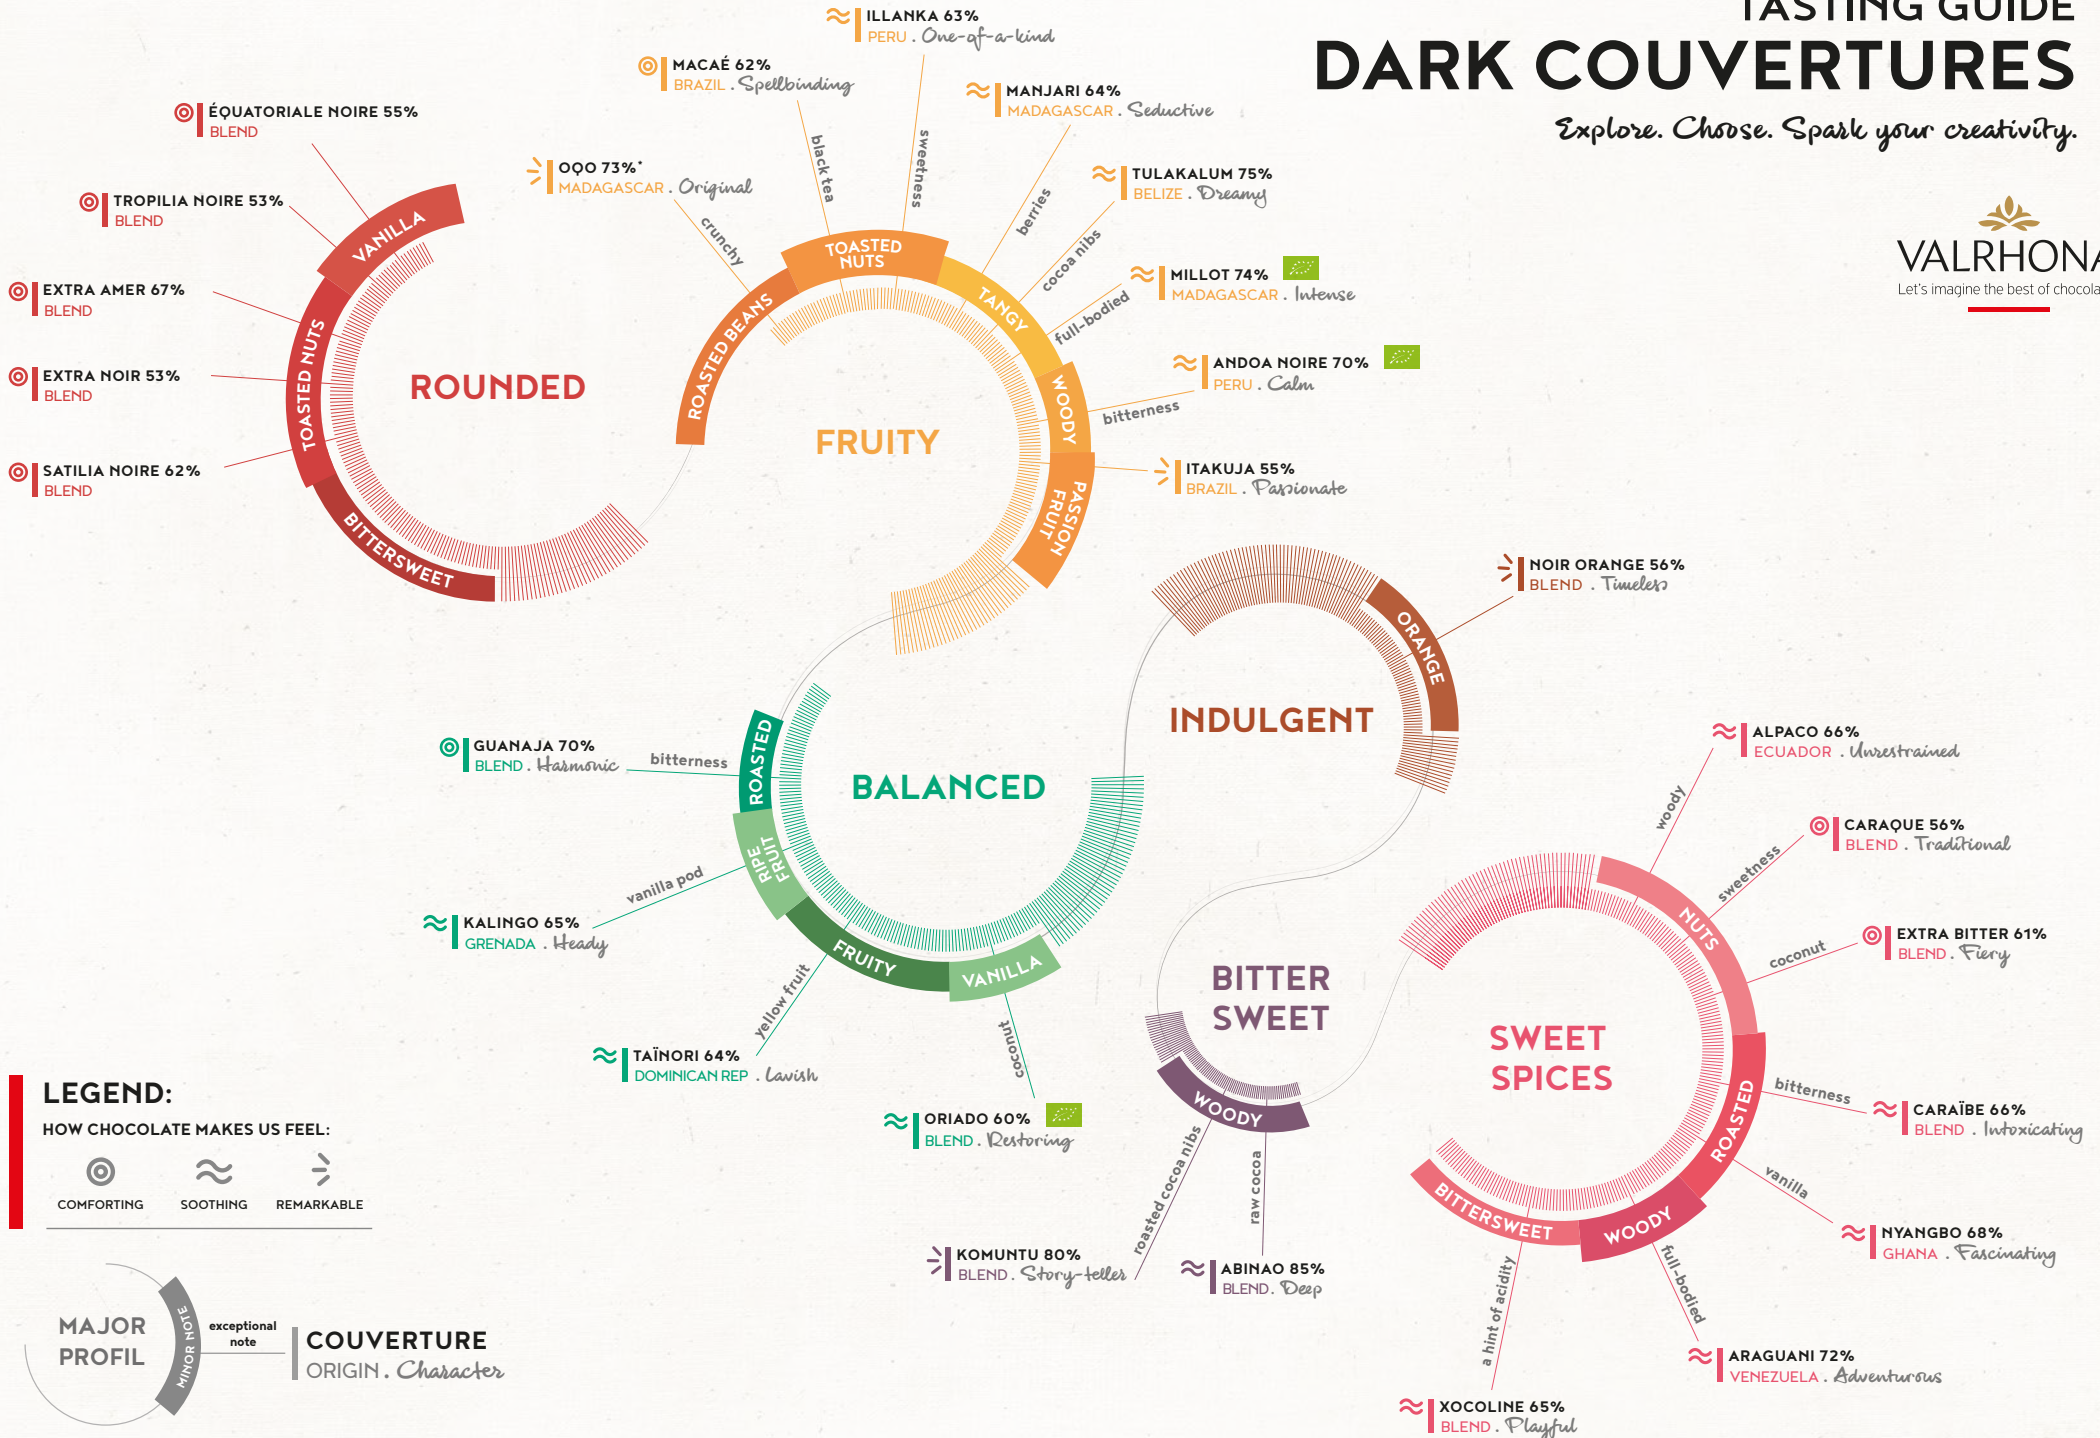 TASTING GUIDE
DARK COUVERTURES
Explore. Choose. Spark your creativity.
VALRHONA
Let's imagine the best of chocola
ROUNDED
ÉQUATORIALE NOIRE 55%
BLEND
TROPILIA NOIRE 53%
BLEND
VANILLA
EXTRA AMER 67%
BLEND
EXTRA NOIR 53%
BLEND
SATILIA NOIRE 62%
BLEND
TOASTED NUTS
BITTERSWEET
FRUITY
OQO 73%*
MADAGASCAR . Original
crunchy
ROASTED BEANS
MACAÉ 62%
BRAZIL . Spellbinding
black tea
ILLANKA 63%
PERU . One-of-a-kind
sweetness
TOASTED
NUTS
MANJARI 64%
MADAGASCAR . Seductive
berries
TULAKALUM 75%
BELIZE . Dreamy
cocoa nibs
MILLOT 74%
MADAGASCAR . Intense
full-bodied
TANGY
ANDOA NOIRE 70%
PERU . Calm
bitterness
WOODY
ITAKUJA 55%
BRAZIL . Passionate
PASSION
FRUIT
BALANCED
GUANAJA 70%
BLEND . Harmonic
bitterness
ROASTED
KALINGO 65%
GRENADA . Heady
vanilla pod
RIPE
FRUIT
TAÏNORI 64%
DOMINICAN REP . Lavish
yellow fruit
FRUITY
ORIADO 60%
BLEND . Restoring
coconut
VANILLA
INDULGENT
NOIR ORANGE 56%
BLEND . Timeless
ORANGE
BITTER
SWEET
WOODY
KOMUNTU 80%
BLEND . Story-teller
roasted cocoa nibs
ABINAO 85%
BLEND . Deep
raw cocoa
SWEET
SPICES
ALPACO 66%
ECUADOR . Unrestrained
woody
CARAQUE 56%
BLEND . Traditional
sweetness
EXTRA BITTER 61%
BLEND . Fiery
coconut
NUTS
CARAÏBE 66%
BLEND . Intoxicating
bitterness
NYANGBO 68%
GHANA . Fascinating
vanilla
ROASTED
ARAGUANI 72%
VENEZUELA . Adventurous
full-bodied
WOODY
XOCOLINE 65%
BLEND . Playful
a hint of acidity
BITTERSWEET
LEGEND:
HOW CHOCOLATE MAKES US FEEL:
COMFORTING
SOOTHING
REMARKABLE
MAJOR
PROFIL
MINOR NOTE
exceptional
note
COUVERTURE
ORIGIN . Character